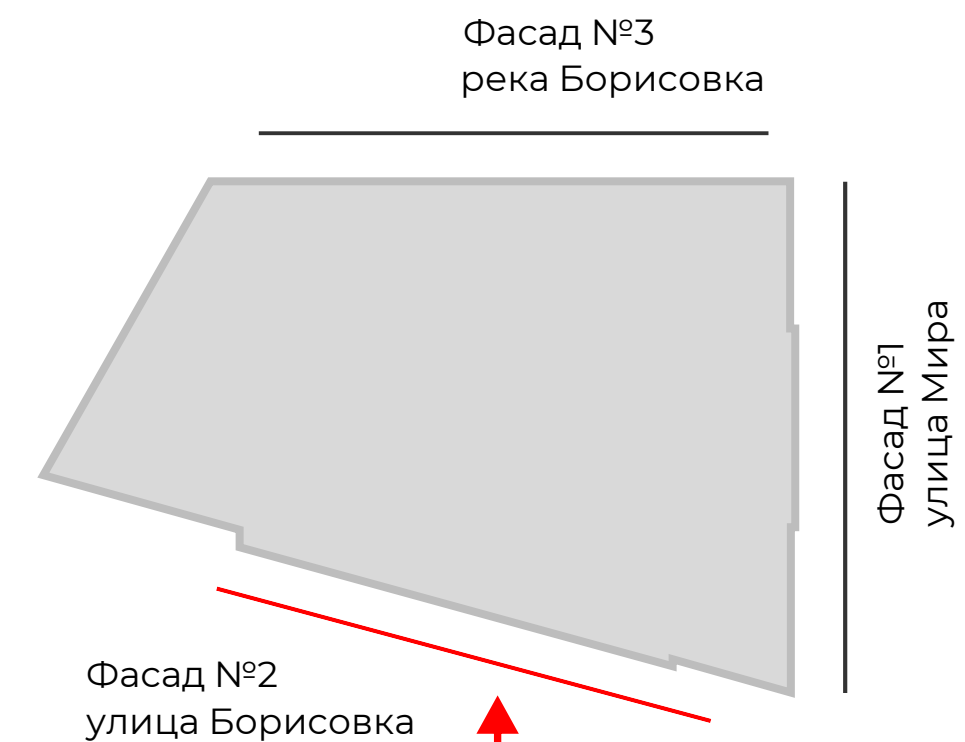 Фасад №3
река Борисовка
Фасад №1
улица Мира
Фасад №2
улица Борисовка